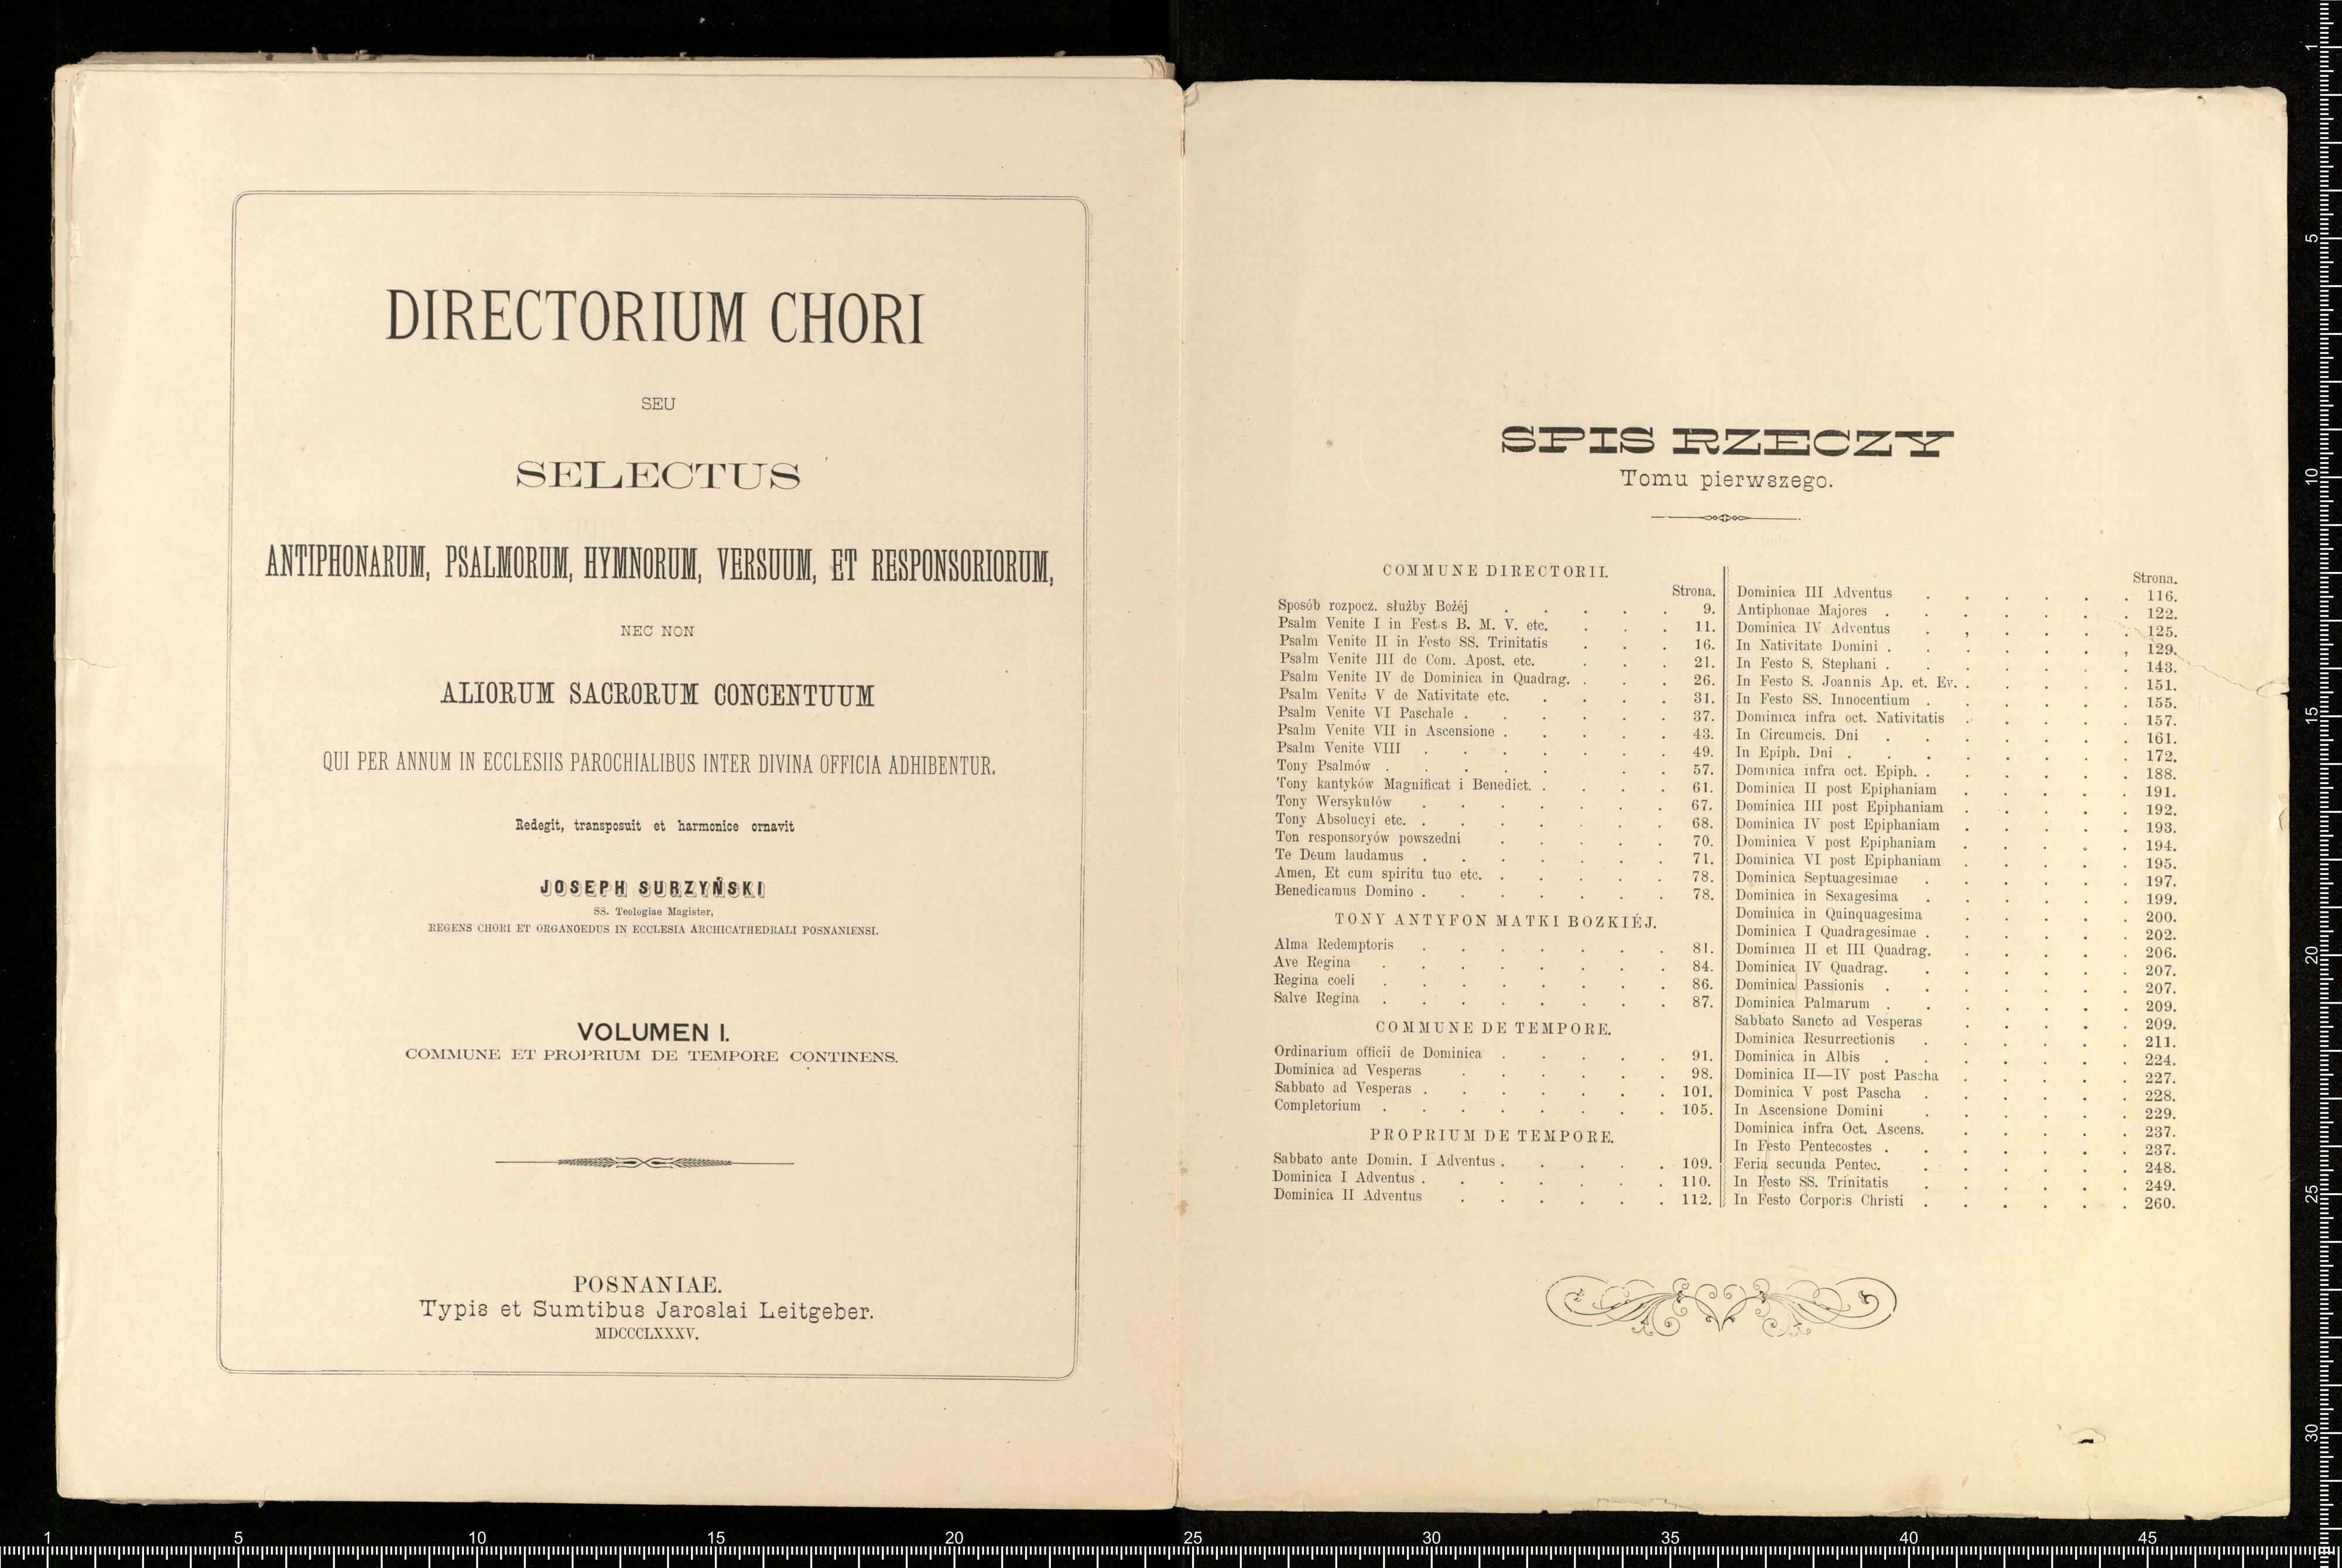 DIRECTORIUM CHORI
SEU
SELECTUS
ANTIPHONARUM, PSALMORUM, HYMNORUM, VERSUUM, ET RESPONSORIORUM,
NEC NON
ALIORUM SACRORUM CONCENTUUM
QUI PER ANNUM IN ECCLESIIS PAROCHIALIBUS INTER DIVINA OFFICIA ADHIBENTUR.
Redegit, transposuit et harmonice ornavit
JOSEPH SURZYŃSKI
SS. Teologiae Magister,
REGENS CHORI ET ORGANOEDUS IN ECCLESIA ARCHICATHEDRALI POSNANIENSI.
VOLUMEN I.
COMMUNE ET PROPRIUM DE TEMPORE CONTINENS.
POSNANIAE.
Typis et Sumtibus Jaroslai Leitgeber.
MDCCCLXXXV.
SPIS RZECZY
Tomu pierwszego.
COMMUNE DIRECTORII.
Strona.
Sposób rozpocz. służby Bożéj . . . . . 9.
Psalm Venite I in Festis B. M. V. etc. . . . 11.
Psalm Venite II in Festo SS. Trinitatis . . . 16.
Psalm Venite III de Com. Apost. etc. . . . 21.
Psalm Venite IV de Dominica in Quadrag. . . . 26.
Psalm Venite V de Nativitate etc. . . . . 31.
Psalm Venite VI Paschale . . . . . . 37.
Psalm Venite VII in Ascensione . . . . . 43.
Psalm Venite VIII . . . . . . . 49.
Tony Psalmów . . . . . . . 57.
Tony kantyków Magnificat i Benedict. . . . . 61.
Tony Wersykułów . . . . . . . 67.
Tony Absolucyi etc. . . . . . . . 68.
Ton responsoryów powszedni . . . . . 70.
Te Deum laudamus . . . . . . . 71.
Amen, Et cum spiritu tuo etc. . . . . . 78.
Benedicamus Domino . . . . . . . 78.
TONY ANTYFON MATKI BOZKIÉJ.
Alma Redemptoris . . . . . . . 81.
Ave Regina . . . . . . . . 84.
Regina coeli . . . . . . . . 86.
Salve Regina . . . . . . . . 87.
COMMUNE DE TEMPORE.
Ordinarium officii de Dominica . . . . . 91.
Dominica ad Vesperas . . . . . . 98.
Sabbato ad Vesperas . . . . . . . 101.
Completorium . . . . . . . . 105.
PROPRIUM DE TEMPORE.
Sabbato ante Domin. I Adventus . . . . . 109.
Dominica I Adventus . . . . . . . 110.
Dominica II Adventus . . . . . . 112.
Strona.
Dominica III Adventus . . . . . . 116.
Antiphonae Majores . . . . . . . 122.
Dominica IV Adventus . , . . . . 125.
In Nativitate Domini . . . . . . , 129.
In Festo S. Stephani . . . . . . . 143.
In Festo S. Joannis Ap. et. Ev. . . . . . 151.
In Festo SS. Innocentium . . . . . . 155.
Dominica infra oct. Nativitatis . . . . . 157.
In Circumcis. Dni . . . . . . . 161.
In Epiph. Dni . . . . . . . . 172.
Dominica infra oct. Epiph. . . . . . . 188.
Dominica II post Epiphaniam . . . . . 191.
Dominica III post Epiphaniam . . . . . 192.
Dominica IV post Epiphaniam . . . . . 193.
Dominica V post Epiphaniam . . . . . 194.
Dominica VI post Epiphaniam . . . . . 195.
Dominica Septuagesimae . . . . . . 197.
Dominica in Sexagesima . . . . . . 199.
Dominica in Quinquagesima . . . . . 200.
Dominica I Quadragesimae . . . . . . 202.
Dominica II et III Quadrag. . . . . . 206.
Dominica IV Quadrag. . . . . . . 207.
Dominica Passionis . . . . . . . 207.
Dominica Palmarum . . . . . . . 209.
Sabbato Sancto ad Vesperas . . . . . 209.
Dominica Resurrectionis . . . . . . 211.
Dominica in Albis . . . . . . . 224.
Dominica II—IV post Pascha . . . . . 227.
Dominica V post Pascha . . . . . . 228.
In Ascensione Domini . . . . . . 229.
Dominica infra Oct. Ascens. . . . . . 237.
In Festo Pentecostes . . . . . . . 237.
Feria secunda Pentec. . . . . . . 248.
In Festo SS. Trinitatis . . . . . . 249.
In Festo Corporis Christi . . . . . . 260.
1 5 10 15 20 25 30 35 40 45
1 5 10 15 20 25 30